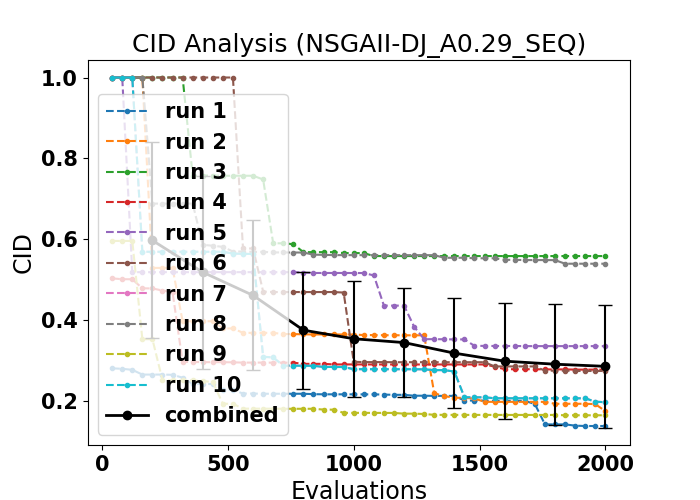 CID Analysis (NSGAII-DJ_A0.29_SEQ)
1.0
0.8
0.6
0.4
0.2
CID
run 1
run 2
run 3
run 4
run 5
run 6
run 7
run 8
run 9
run 10
combined
0
500
1000
1500
2000
Evaluations